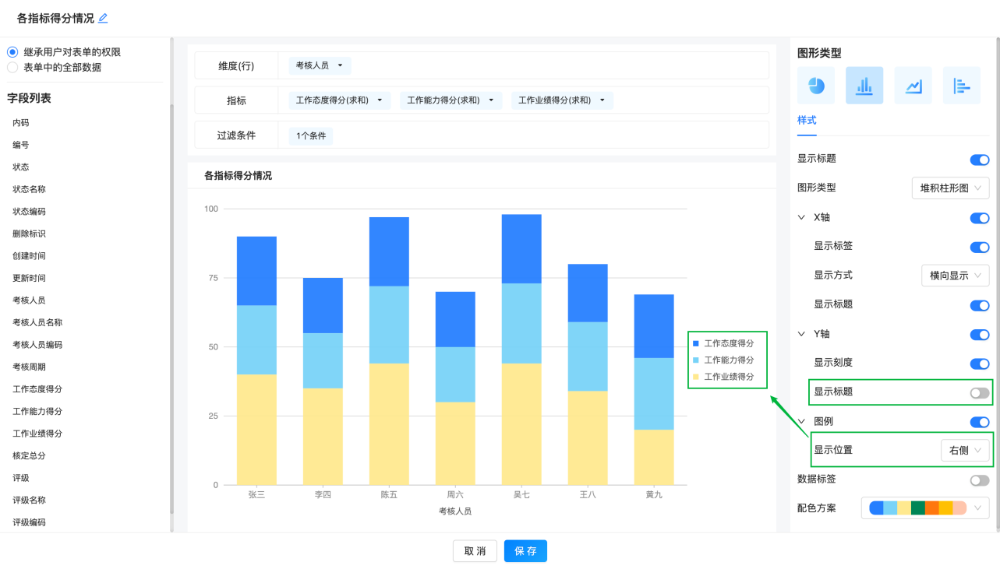 各指标得分情况
继承用户对表单的权限
表单中的全部数据
字段列表
内码
编号
状态
状态名称
状态编码
删除标识
创建时间
更新时间
考核人员
考核人员名称
考核人员编码
考核周期
工作态度得分
工作能力得分
工作业绩得分
核定总分
评级
评级名称
评级编码
维度(行) 考核人员
指标 工作态度得分(求和) 工作能力得分(求和) 工作业绩得分(求和)
过滤条件 1个条件
各指标得分情况
100
75
50
25
0
张三 李四 陈五 周六 吴七 王八 黄九
考核人员
工作态度得分
工作能力得分
工作业绩得分
图形类型
样式
显示标题
图形类型 堆积柱形图
X轴
显示标签
显示方式 横向显示
显示标题
Y轴
显示刻度
显示标题
图例
显示位置 右侧
数据标签
配色方案
取 消 保 存